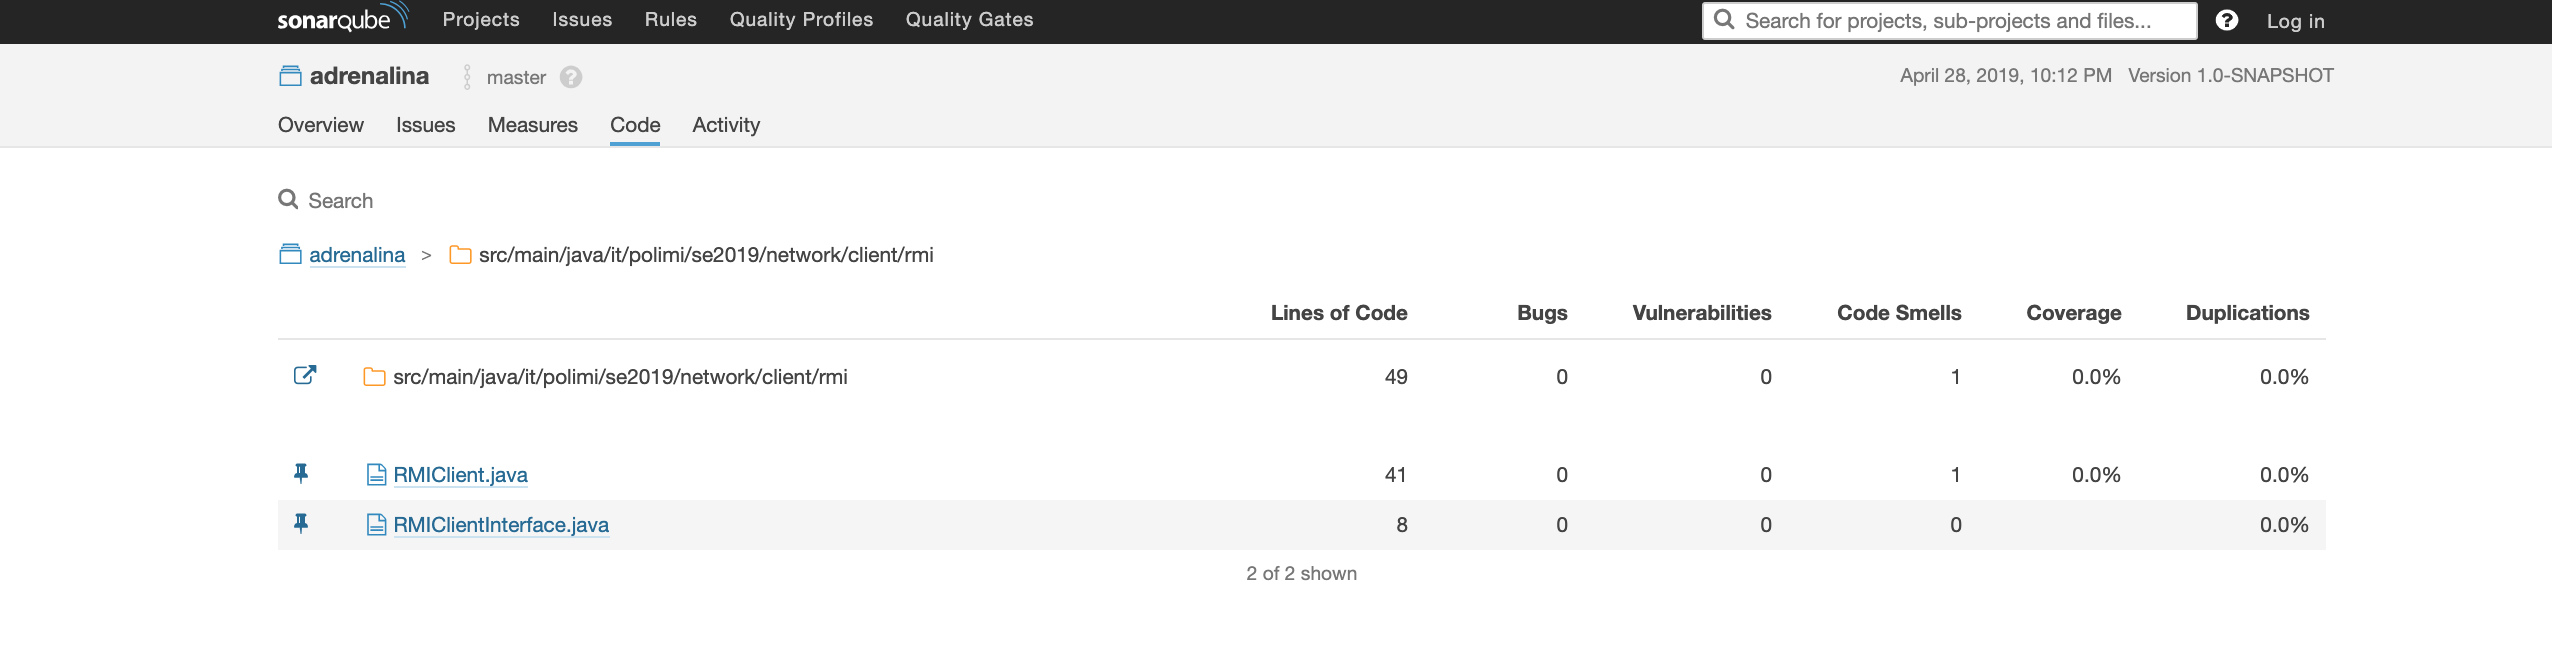 sonarqube Projects Issues Rules Quality Profiles Quality Gates Search for projects, sub-projects and files... ? Log in
adrenalina master ? April 28, 2019, 10:12 PM Version 1.0-SNAPSHOT
Overview Issues Measures Code Activity
Search
adrenalina > src/main/java/it/polimi/se2019/network/client/rmi
Lines of Code Bugs Vulnerabilities Code Smells Coverage Duplications
src/main/java/it/polimi/se2019/network/client/rmi 49 0 0 1 0.0% 0.0%
RMIClient.java 41 0 0 1 0.0% 0.0%
RMIClientInterface.java 8 0 0 0 0.0%
2 of 2 shown